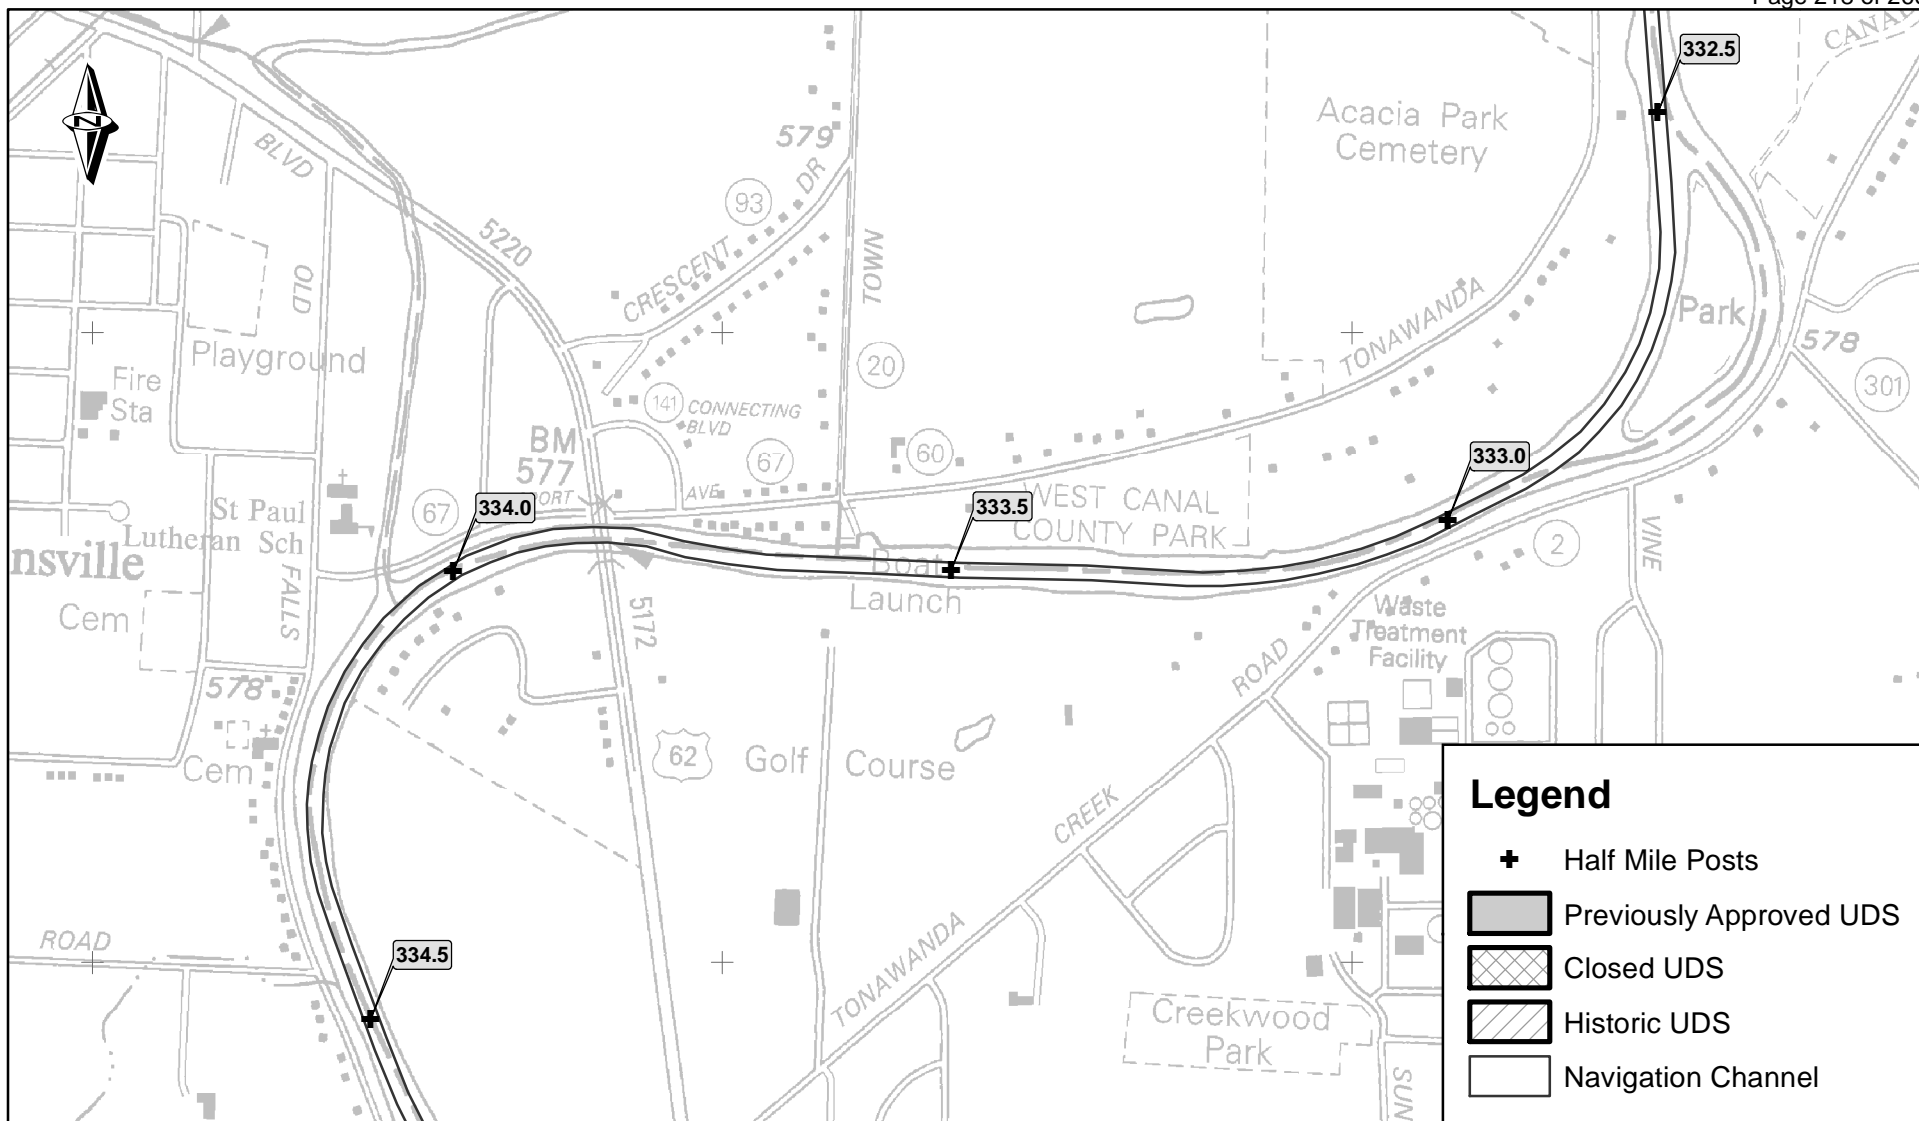 332.5
CANAL
Acacia Park
Cemetery
579
BLVD
93
DR
5220
CRESCENT
TOWN
OLD
TONAWANDA
Park
578
Playground
20
301
Fire
Sta
141
CONNECTING
BLVD
BM
577
67
60
333.0
AVE
WEST CANAL
COUNTY PARK
334.0
333.5
St Paul
Lutheran Sch
67
2
VINE
nsville
Boat
Launch
Cem
FALLS
5172
Waste
Treatment
Facility
ROAD
578
62
Golf Course
Cem
CREEK
Legend
Half Mile Posts
Previously Approved UDS
Closed UDS
Historic UDS
Navigation Channel
ROAD
334.5
TONAWANDA
Creekwood
Park
SUN